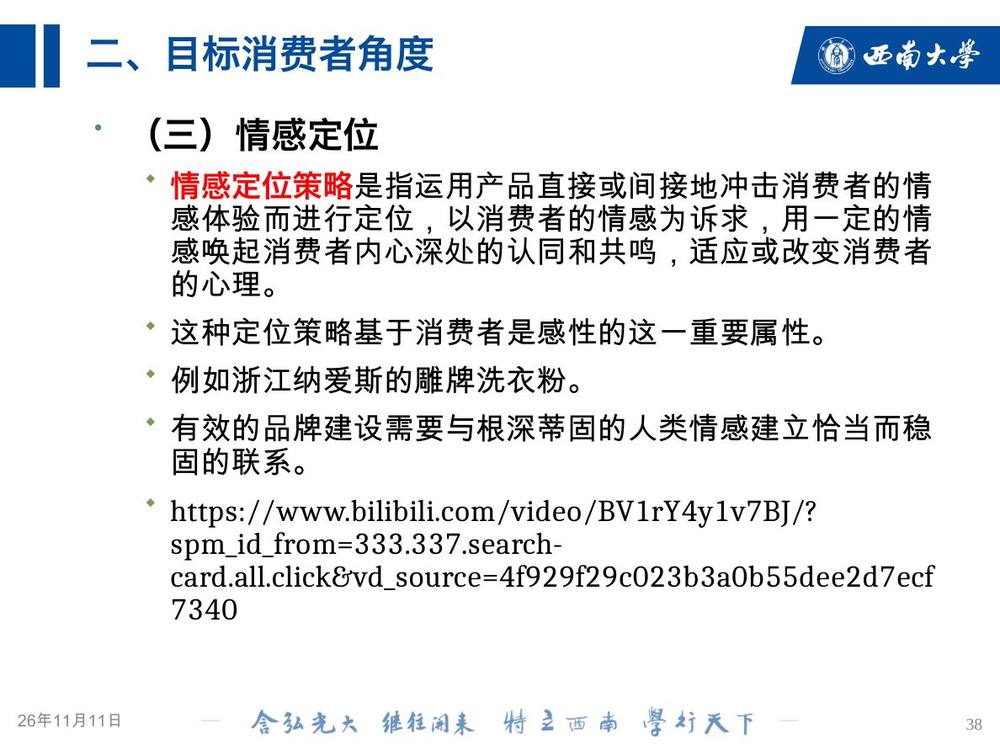 二、目标消费者角度
西南大学
（三）情感定位
情感定位策略是指运用产品直接或间接地冲击消费者的情
感体验而进行定位，以消费者的情感为诉求，用一定的情
感唤起消费者内心深处的认同和共鸣，适应或改变消费者
的心理。
这种定位策略基于消费者是感性的这一重要属性。
例如浙江纳爱斯的雕牌洗衣粉。
有效的品牌建设需要与根深蒂固的人类情感建立恰当而稳
固的联系。
https://www.bilibili.com/video/BV1rY4y1v7BJ/?
spm_id_from=333.337.search-
card.all.click&vd_source=4f929f29c023b3a0b55dee2d7ecf
7340
26年11月11日
含弘光大 继往开来 特立西南 學行天下
38